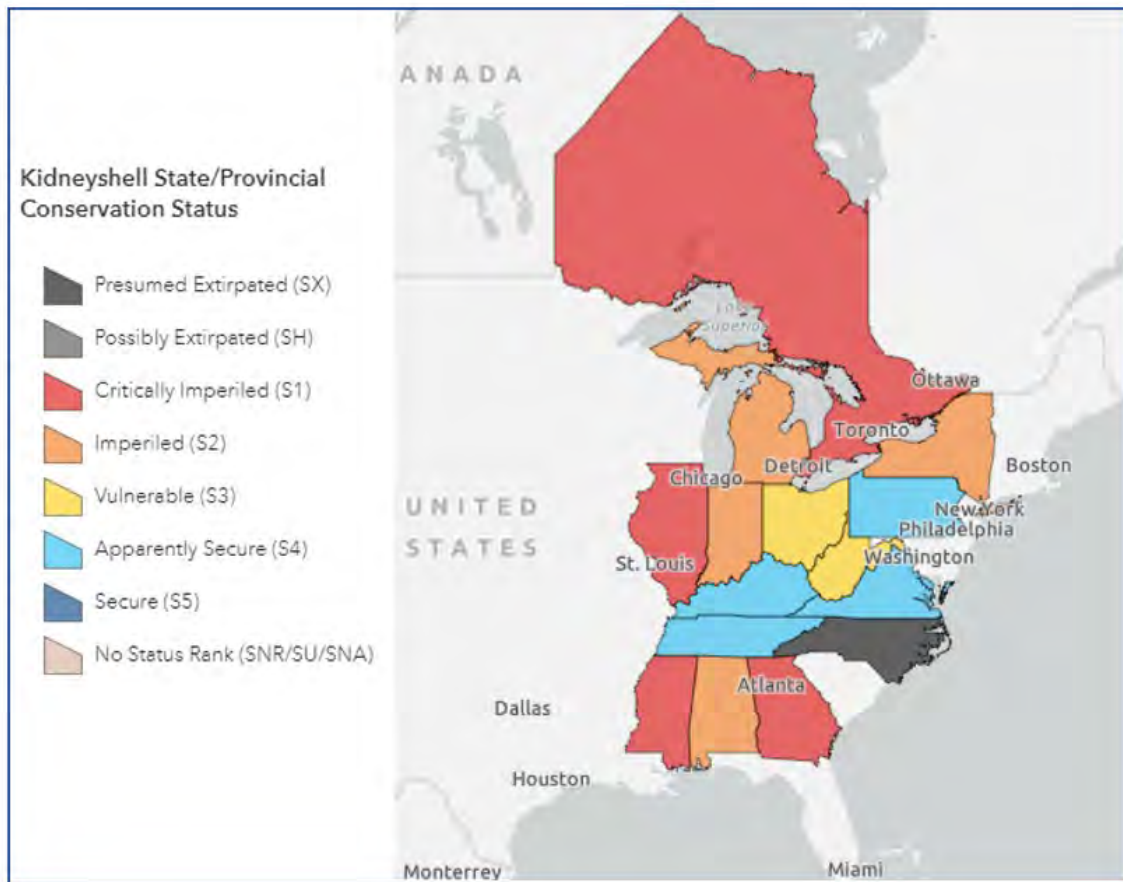 Kidneyshell State/Provincial
Conservation Status
Presumed Extirpated (SX)
Possibly Extirpated (SH)
Critically Imperiled (S1)
Imperiled (S2)
Vulnerable (S3)
Apparently Secure (S4)
Secure (S5)
No Status Rank (SNR/SU/SNA)
ANADA
Superio
Ottawa
Toronto
Chicago
Detroit
Boston
UNITED
STATES
New York
Philadelphia
Washington
St. Louis
Atlanta
Dallas
Houston
Monterrey
Miami